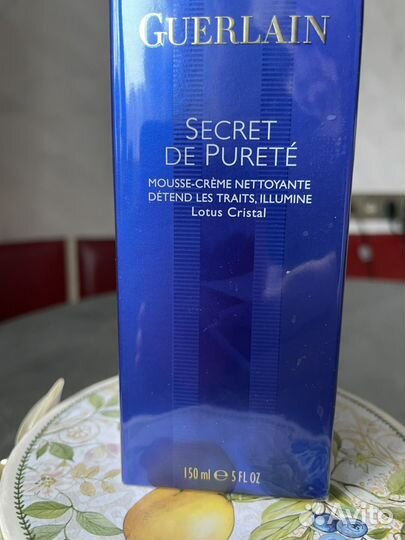 GUERLAIN
SECRET
DE PURETÉ
MOUSSE-CRÈME NETTOYANTE
DÉTEND LES TRAITS, ILLUMINE
Lotus Cristal
150 ml ℮ 5 FL OZ
Avito